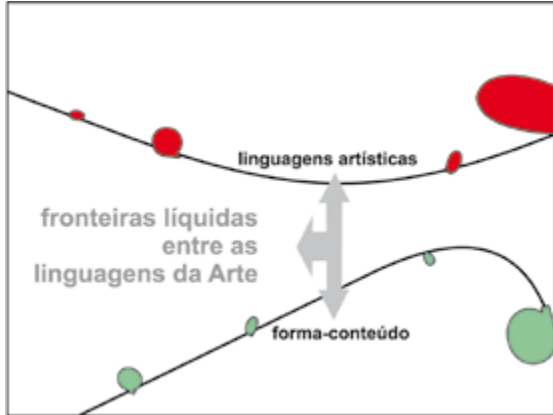 linguagens artísticas
fronteiras líquidas
entre as
linguagens da Arte
forma-conteúdo